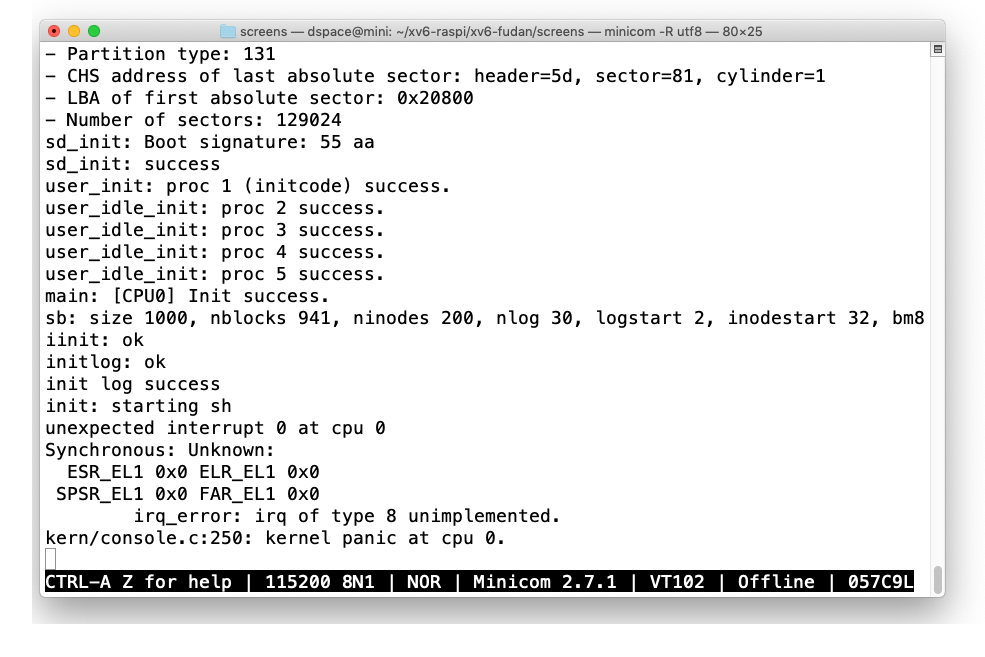 screens — dspace@mini: ~/xv6-raspi/xv6-fudan/screens — minicom -R utf8 — 80×25
- Partition type: 131
- CHS address of last absolute sector: header=5d, sector=81, cylinder=1
- LBA of first absolute sector: 0x20800
- Number of sectors: 129024
sd_init: Boot signature: 55 aa
sd_init: success
user_init: proc 1 (initcode) success.
user_idle_init: proc 2 success.
user_idle_init: proc 3 success.
user_idle_init: proc 4 success.
user_idle_init: proc 5 success.
main: [CPU0] Init success.
sb: size 1000, nblocks 941, ninodes 200, nlog 30, logstart 2, inodestart 32, bm8
iinit: ok
initlog: ok
init log success
init: starting sh
unexpected interrupt 0 at cpu 0
Synchronous: Unknown:
  ESR_EL1 0x0 ELR_EL1 0x0
 SPSR_EL1 0x0 FAR_EL1 0x0
        irq_error: irq of type 8 unimplemented.
kern/console.c:250: kernel panic at cpu 0.
CTRL-A Z for help | 115200 8N1 | NOR | Minicom 2.7.1 | VT102 | Offline | 057C9L